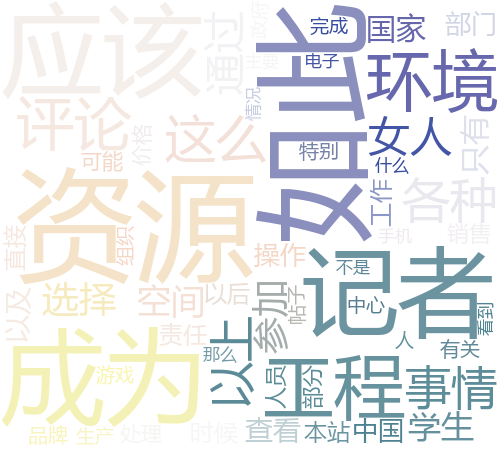 应该
通过
政府
如此
完成
国家
部门
主要
电子
环境
评论
这么
价格
情况
可能
特别
女人
只有
什么
资源
工作
各种
直接
组织
操作
不是
记者
手机
销售
以及
选择
空间
以后
参加
帖子
中心
看到
成为
责任
那么
以上
工程
人
有关
游戏
人员
部分
事情
品牌
生产
处理
时候
查看
本站
中国
学生